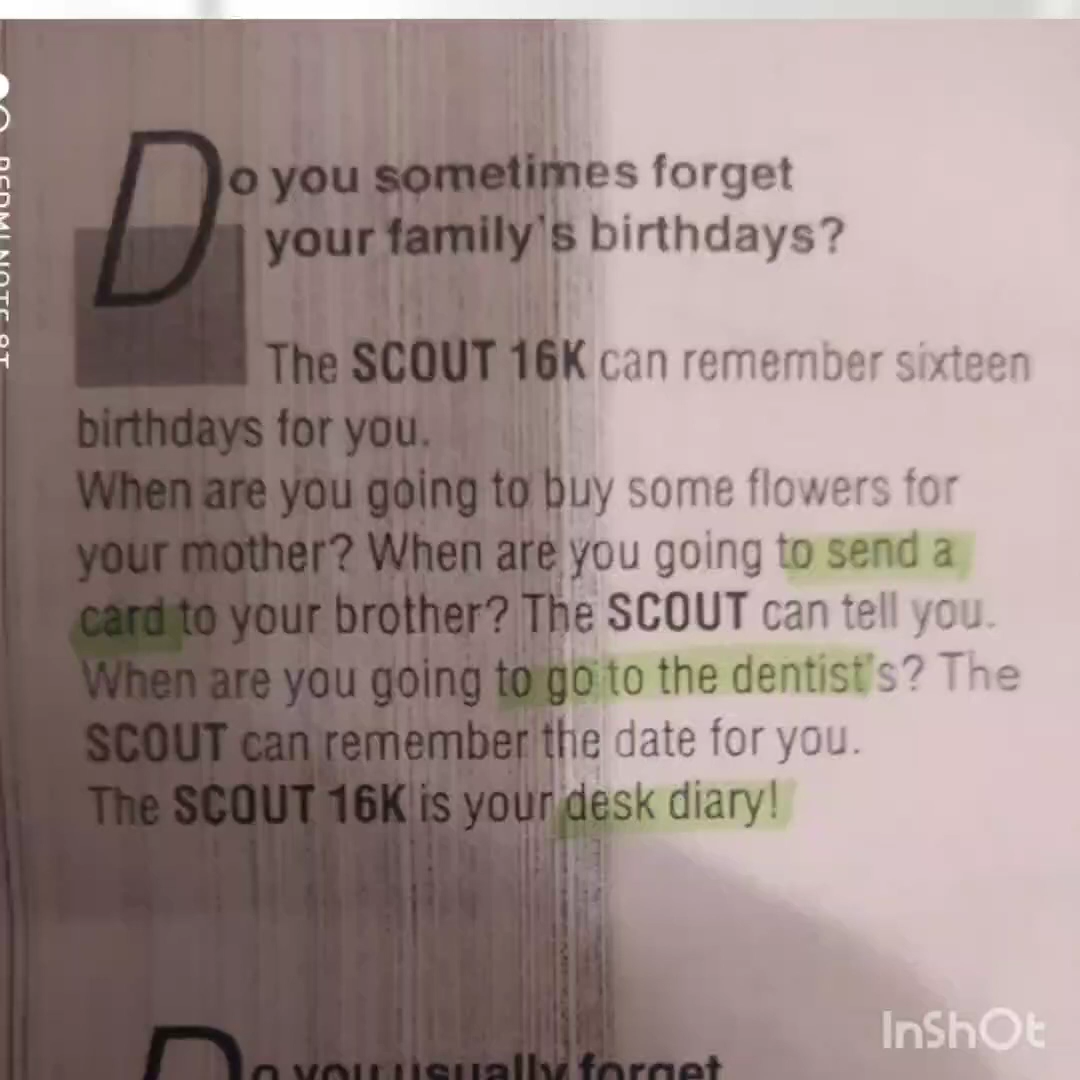 Do you sometimes forget
your family's birthdays?
The SCOUT 16K can remember sixteen
birthdays for you.
When are you going to buy some flowers for
your mother? When are you going to send a
card to your brother? The SCOUT can tell you.
When are you going to go to the dentist's? The
SCOUT can remember the date for you.
The SCOUT 16K is your desk diary!
Do you usually forget
InShOt
REDMI NOTE 8T